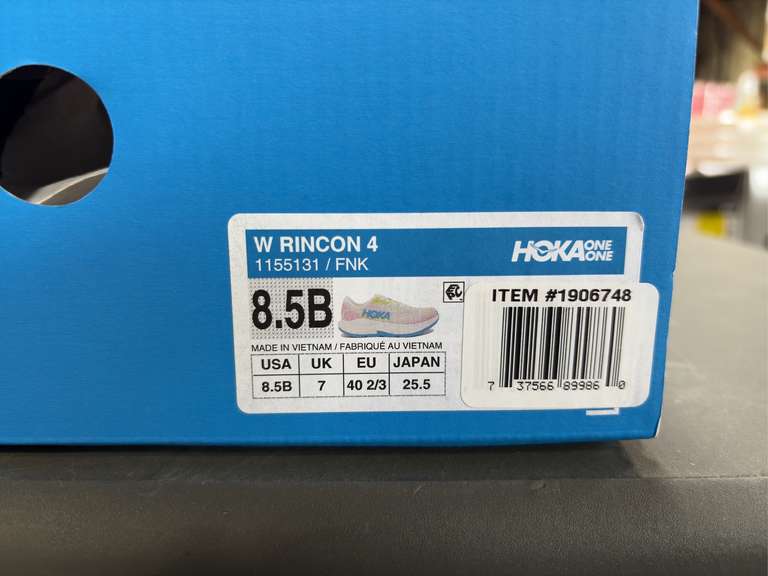 W RINCON 4
1155131 / FNK
HOKA ONE ONE
8.5B
HOKA
MADE IN VIETNAM / FABRIQUÉ AU VIETNAM
USA UK EU JAPAN
8.5B 7 40 2/3 25.5
ITEM #1906748
7 37566 89986 0